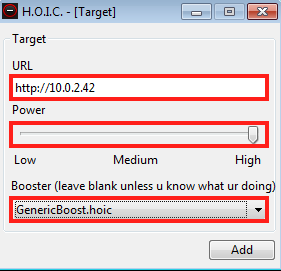 H.O.I.C. - [Target]
Target
URL
http://10.0.2.42
Power
Low Medium High
Booster (leave blank unless u know what ur doing)
GenericBoost.hoic
Add